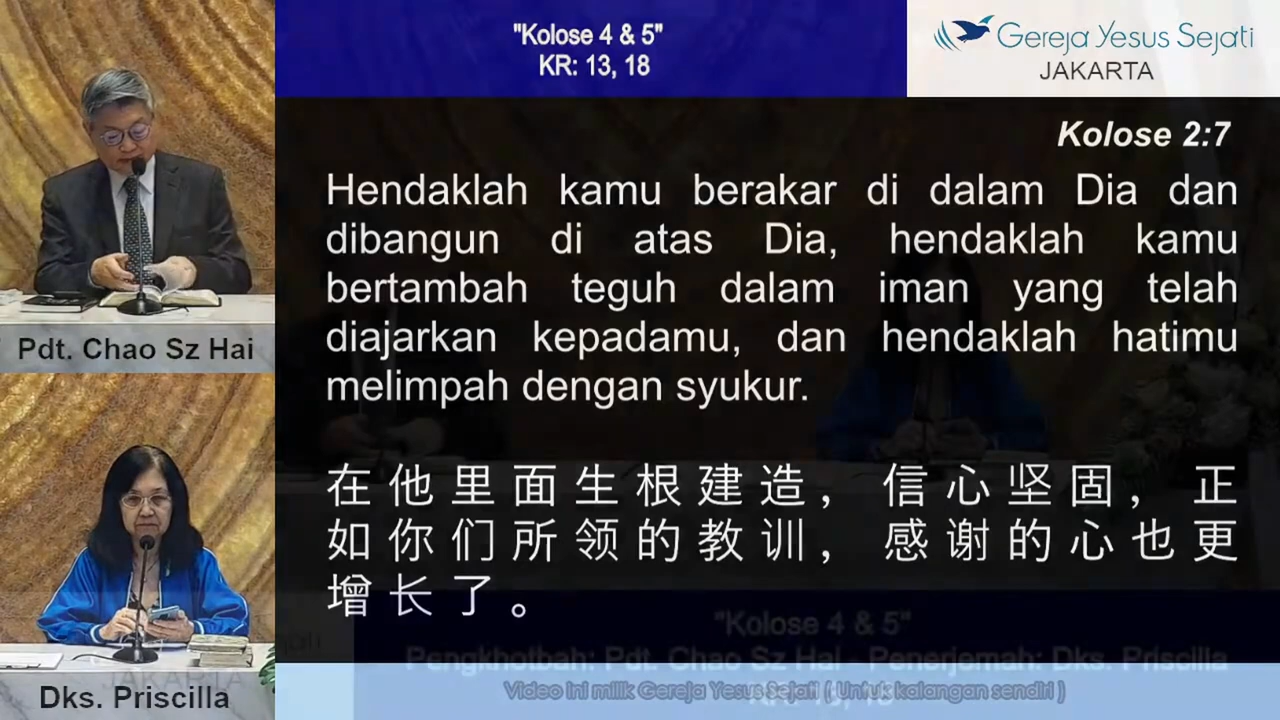 "Kolose 4 & 5"
KR: 13, 18
Gereja Yesus Sejati
JAKARTA
Kolose 2:7
Hendaklah kamu berakar di dalam Dia dan
dibangun di atas Dia, hendaklah kamu
bertambah teguh dalam iman yang telah
diajarkan kepadamu, dan hendaklah hatimu
melimpah dengan syukur.
在他里面生根建造，信心坚固，正
如你们所领的教训，感谢的心也更
增长了。
Pdt. Chao Sz Hai
Dks. Priscilla
"Kolose 4 & 5"
Pengkhotbah: Pdt. Chao Sz Hai - Penerjemah: Dks. Priscilla
Video ini milik Gereja Yesus Sejati ( Untuk kalangan sendiri )
JAKARTA
KR: 13, 18